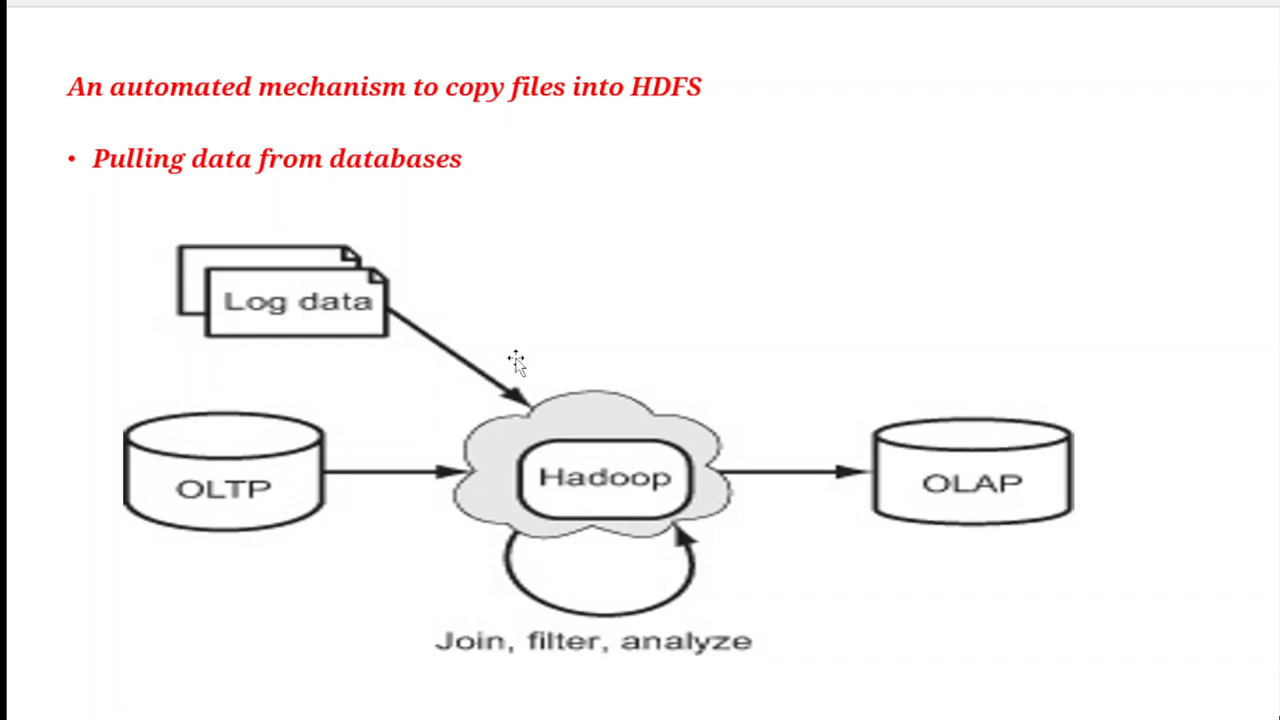 An automated mechanism to copy files into HDFS
• Pulling data from databases
Log data
OLTP
Hadoop
OLAP
Join, filter, analyze